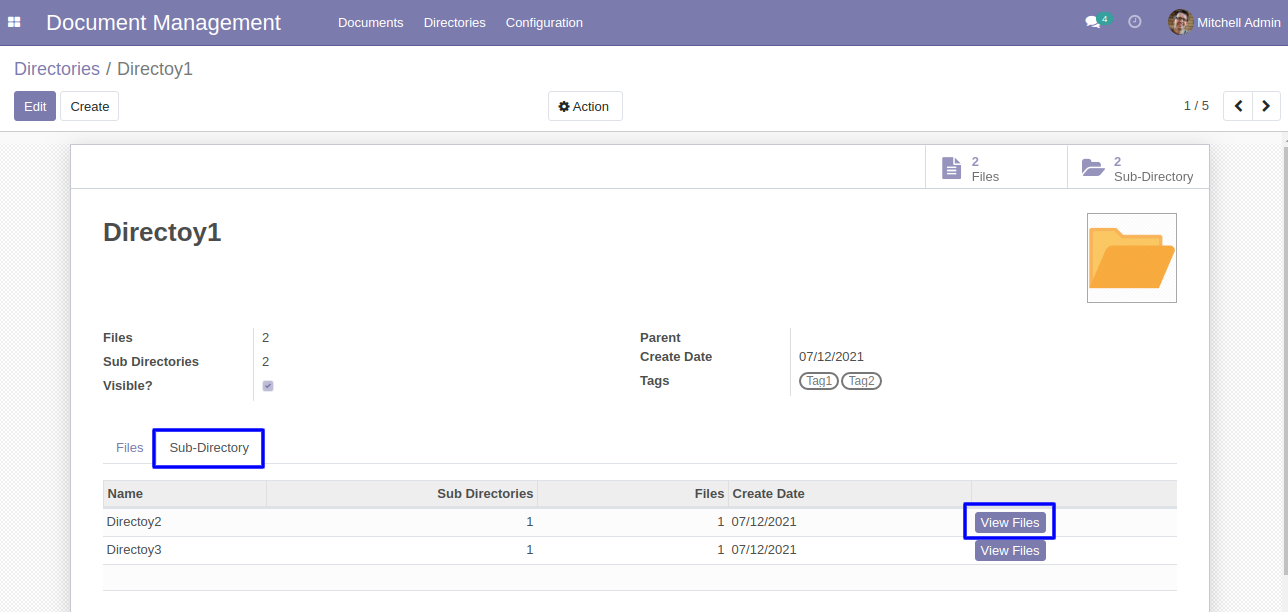 Document Management Documents Directories Configuration 4 Mitchell Admin
Directories / Directoy1
Edit Create Action 1 / 5
2 Files
2 Sub-Directory
Directoy1
Files 2
Sub Directories 2
Visible?
Parent
Create Date 07/12/2021
Tags Tag1 Tag2
Files Sub-Directory
Name Sub Directories Files Create Date
Directoy2 1 1 07/12/2021 View Files
Directoy3 1 1 07/12/2021 View Files